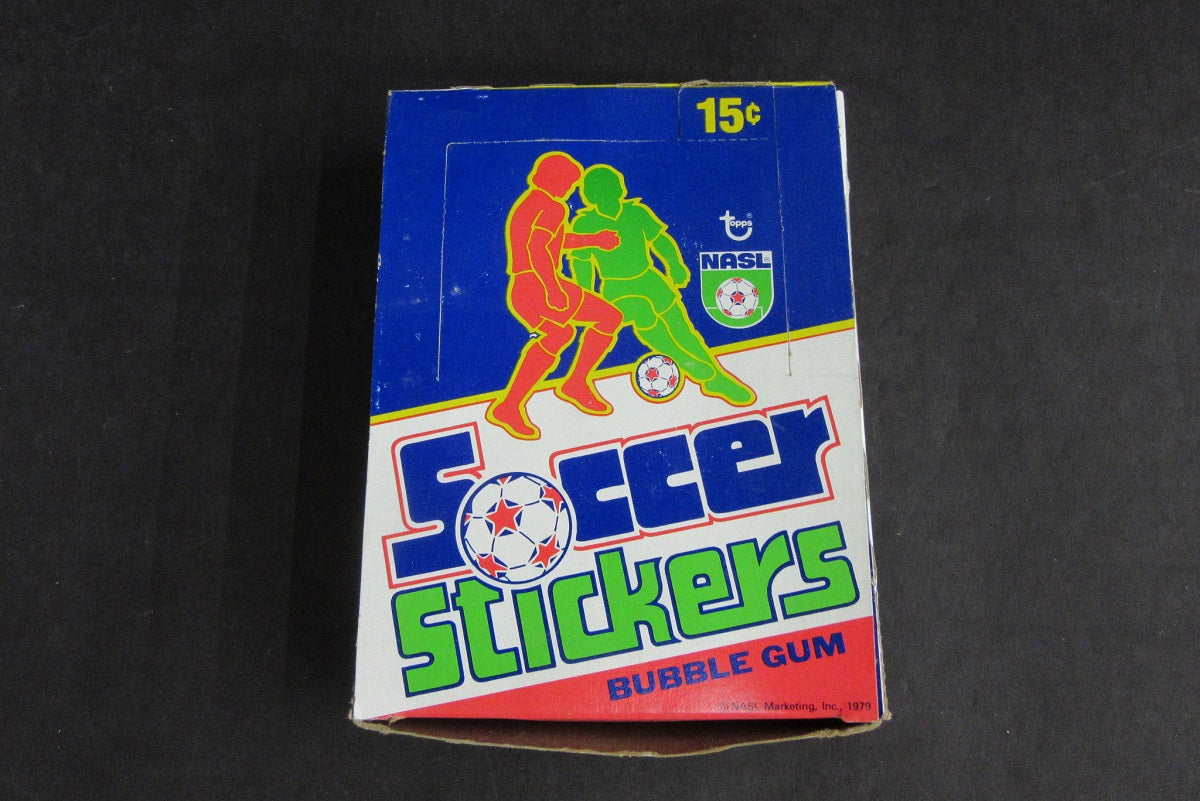 15¢
topps®
NASL®
Soccer
Stickers
BUBBLE GUM
© NASL Marketing, Inc., 1979